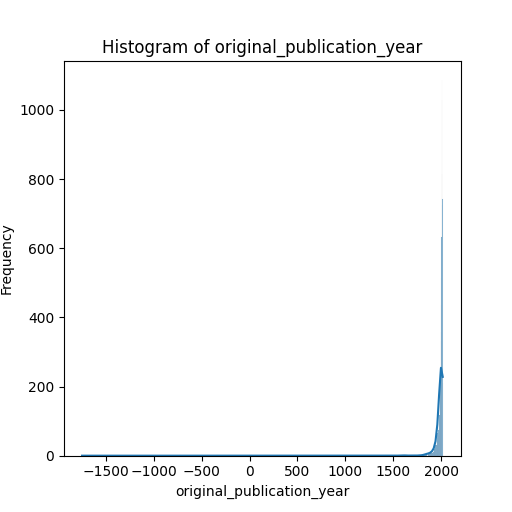 Histogram of original_publication_year
Frequency
1000
800
600
400
200
0
−1500 −1000 −500 0 500 1000 1500 2000
original_publication_year